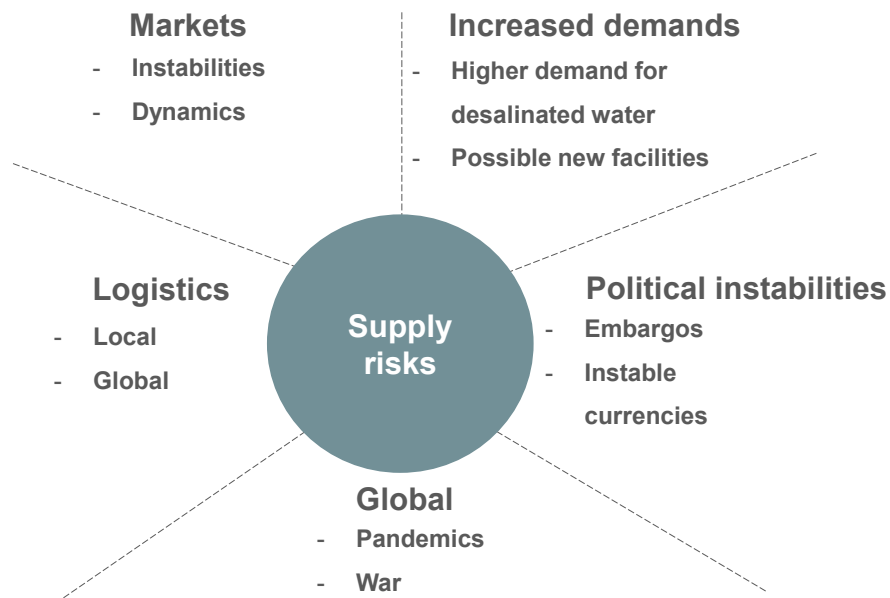 Markets
- Instabilities
- Dynamics
Increased demands
- Higher demand for
desalinated water
- Possible new facilities
Logistics
- Local
- Global
Supply
risks
Political instabilities
- Embargos
- Instable
currencies
Global
- Pandemics
- War